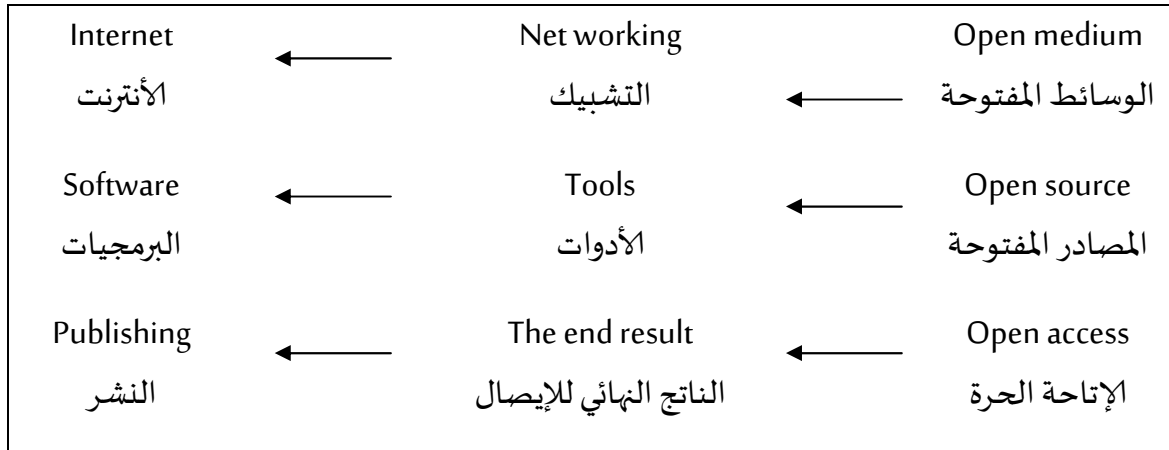 Open medium
الوسائط المفتوحة
Net working
التشبيك
Internet
الأنترنت
Open source
المصادر المفتوحة
Tools
الأدوات
Software
البرمجيات
Open access
الإتاحة الحرة
The end result
الناتج النهائي للإيصال
Publishing
النشر